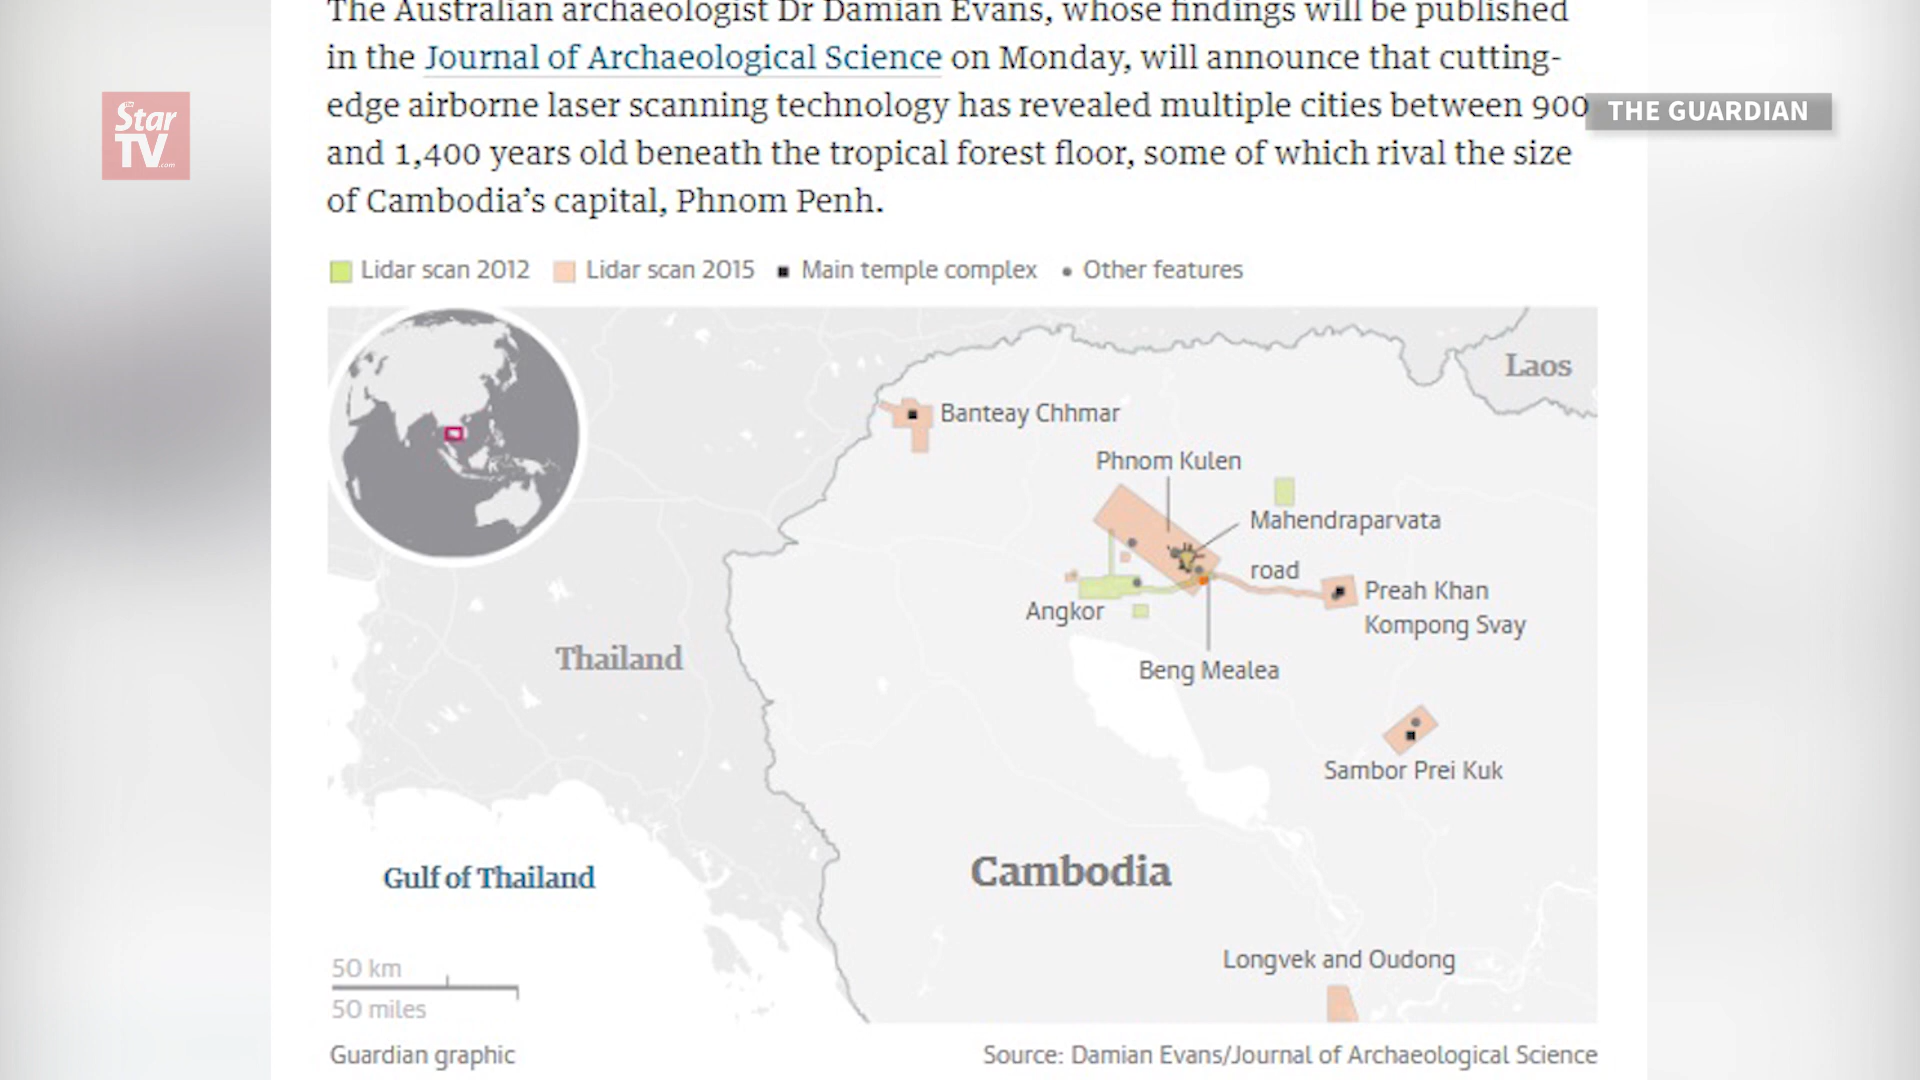 The Australian archaeologist Dr Damian Evans, whose findings will be published
in the Journal of Archaeological Science on Monday, will announce that cutting-
edge airborne laser scanning technology has revealed multiple cities between 900
and 1,400 years old beneath the tropical forest floor, some of which rival the size
of Cambodia's capital, Phnom Penh.
THE GUARDIAN
The Star
TV.com
Lidar scan 2012 Lidar scan 2015 Main temple complex Other features
Laos
Banteay Chhmar
Phnom Kulen
Mahendraparvata
road
Preah Khan
Kompong Svay
Angkor
Beng Mealea
Thailand
Sambor Prei Kuk
Cambodia
Gulf of Thailand
Longvek and Oudong
50 km
50 miles
Guardian graphic
Source: Damian Evans/Journal of Archaeological Science